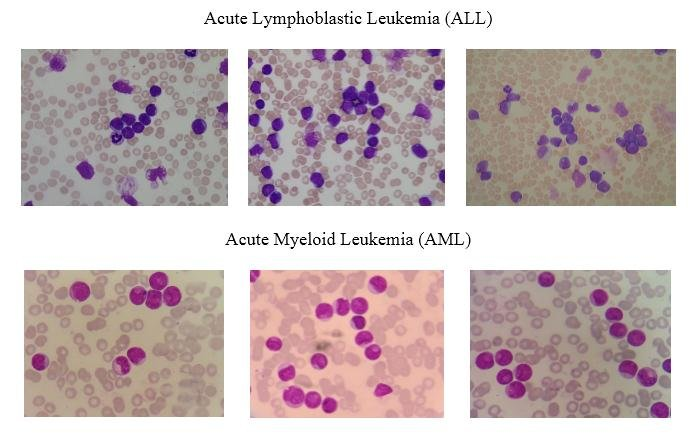 Acute Lymphoblastic Leukemia (ALL)
Acute Myeloid Leukemia (AML)